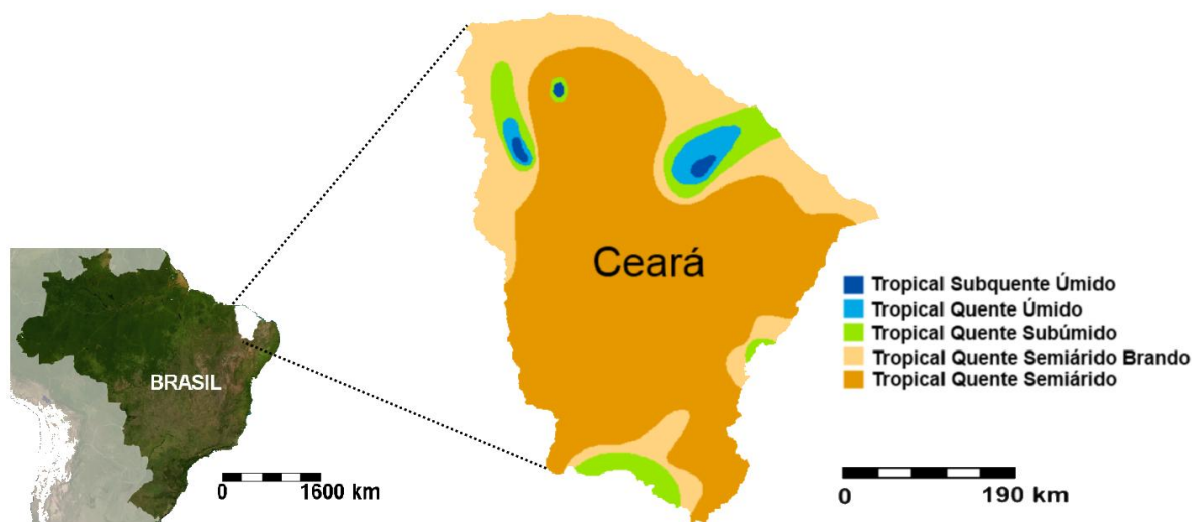 Ceará
Tropical Subquente Úmido
Tropical Quente Úmido
Tropical Quente Subúmido
Tropical Quente Semiárido Brando
Tropical Quente Semiárido
BRASIL
0 1600 km
0 190 km